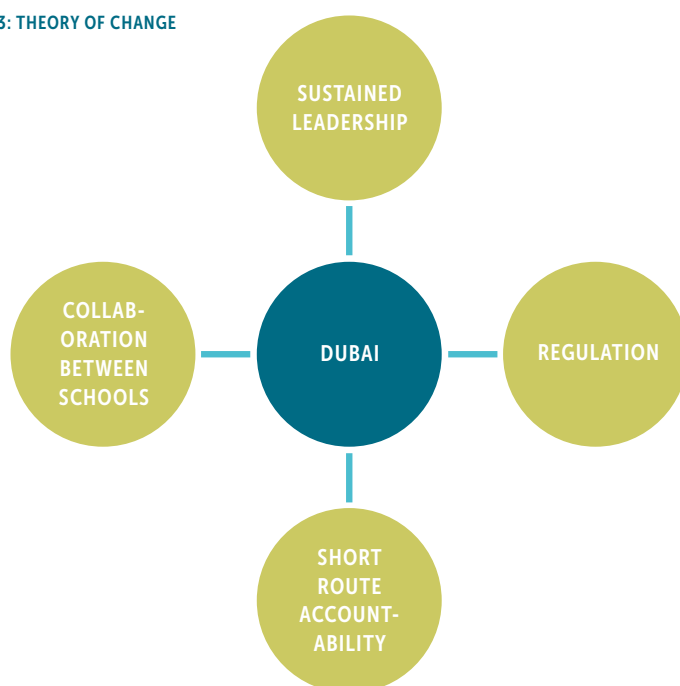 3: THEORY OF CHANGE
SUSTAINED
LEADERSHIP
COLLAB-
ORATION
BETWEEN
SCHOOLS
DUBAI
REGULATION
SHORT
ROUTE
ACCOUNT-
ABILITY